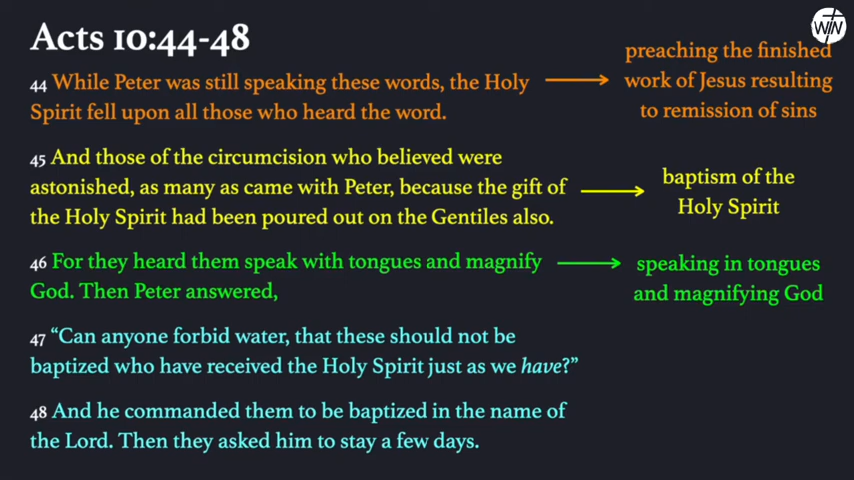 WIN
Acts 10:44-48
44 While Peter was still speaking these words, the Holy
Spirit fell upon all those who heard the word.
preaching the finished
work of Jesus resulting
to remission of sins
45 And those of the circumcision who believed were
astonished, as many as came with Peter, because the gift of
the Holy Spirit had been poured out on the Gentiles also.
baptism of the
Holy Spirit
46 For they heard them speak with tongues and magnify
God. Then Peter answered,
speaking in tongues
and magnifying God
47 “Can anyone forbid water, that these should not be
baptized who have received the Holy Spirit just as we have?”
48 And he commanded them to be baptized in the name of
the Lord. Then they asked him to stay a few days.